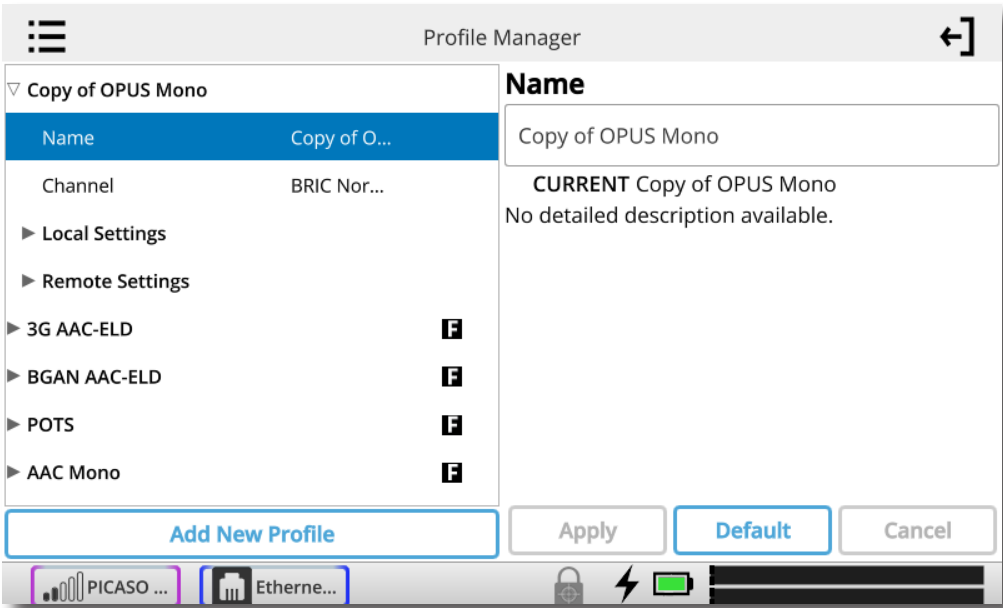 Profile Manager
Copy of OPUS Mono
Name Copy of O...
Channel BRIC Nor...
Local Settings
Remote Settings
3G AAC-ELD F
BGAN AAC-ELD F
POTS F
AAC Mono F
Add New Profile
Name
Copy of OPUS Mono
CURRENT Copy of OPUS Mono
No detailed description available.
Apply Default Cancel
PICASO ... Etherne...